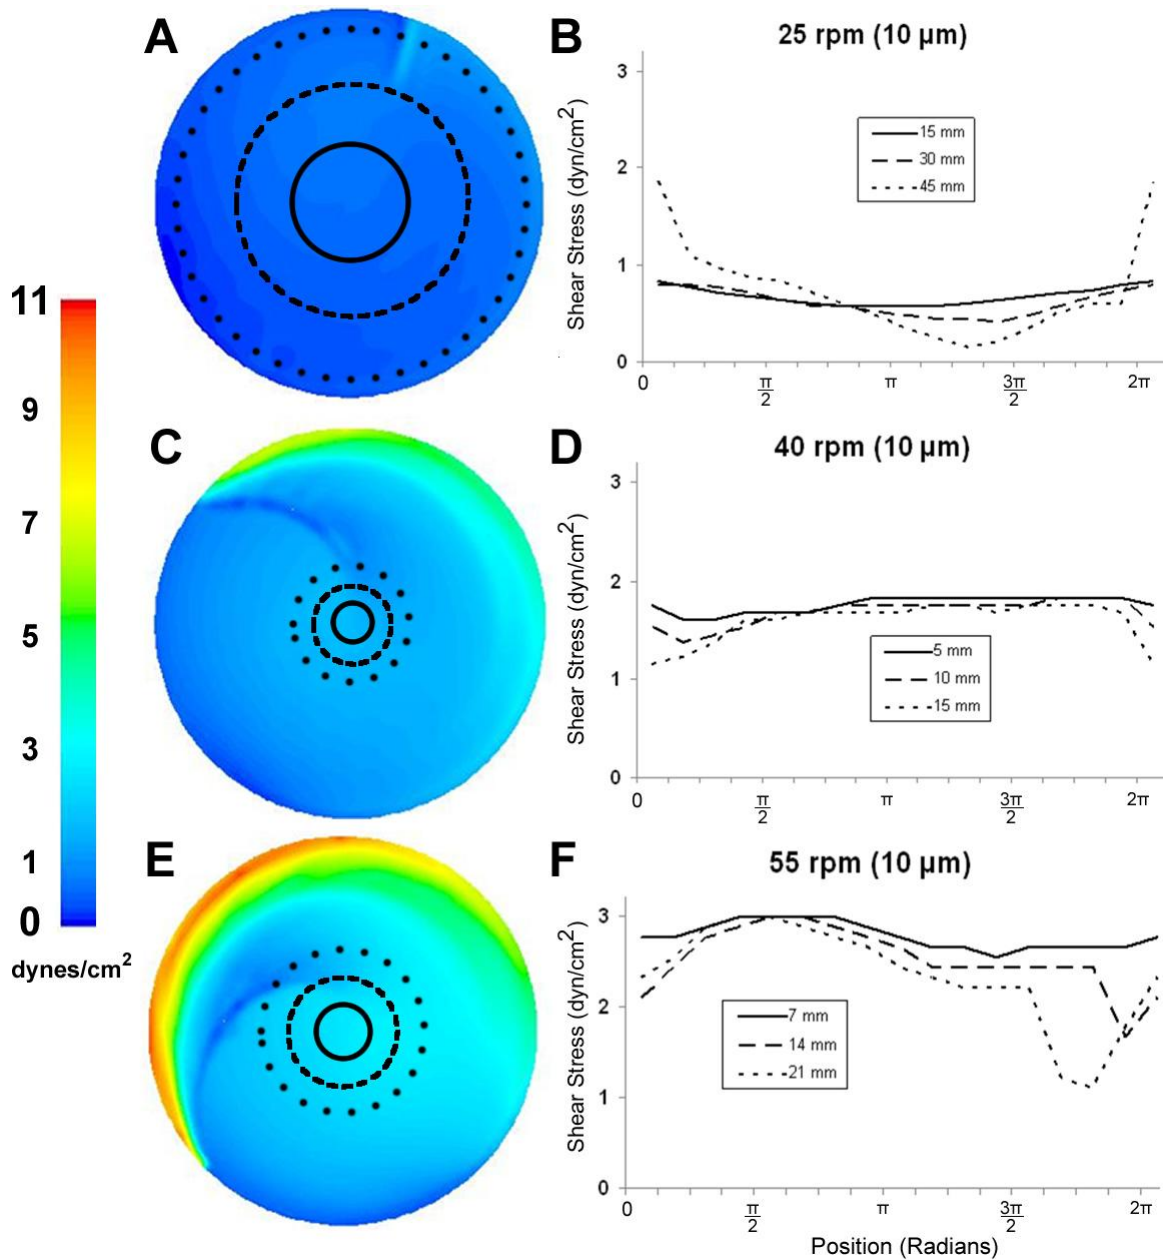 A
B
25 rpm (10 µm)
Shear Stress (dyn/cm2)
3
2
1
0
15 mm
30 mm
45 mm
0
π/2
π
3π/2
2π
11
9
7
5
3
1
0
dynes/cm2
C
D
40 rpm (10 µm)
Shear Stress (dyn/cm2)
3
2
1
0
5 mm
10 mm
15 mm
0
π/2
π
3π/2
2π
E
F
55 rpm (10 µm)
Shear Stress (dyn/cm2)
3
2
1
0
7 mm
14 mm
21 mm
0
π/2
π
3π/2
2π
Position (Radians)